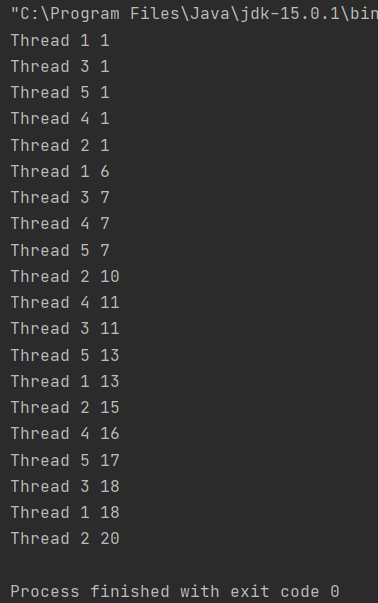 "C:\Program Files\Java\jdk-15.0.1\bin
Thread 1 1
Thread 3 1
Thread 5 1
Thread 4 1
Thread 2 1
Thread 1 6
Thread 3 7
Thread 4 7
Thread 5 7
Thread 2 10
Thread 4 11
Thread 3 11
Thread 5 13
Thread 1 13
Thread 2 15
Thread 4 16
Thread 5 17
Thread 3 18
Thread 1 18
Thread 2 20
Process finished with exit code 0